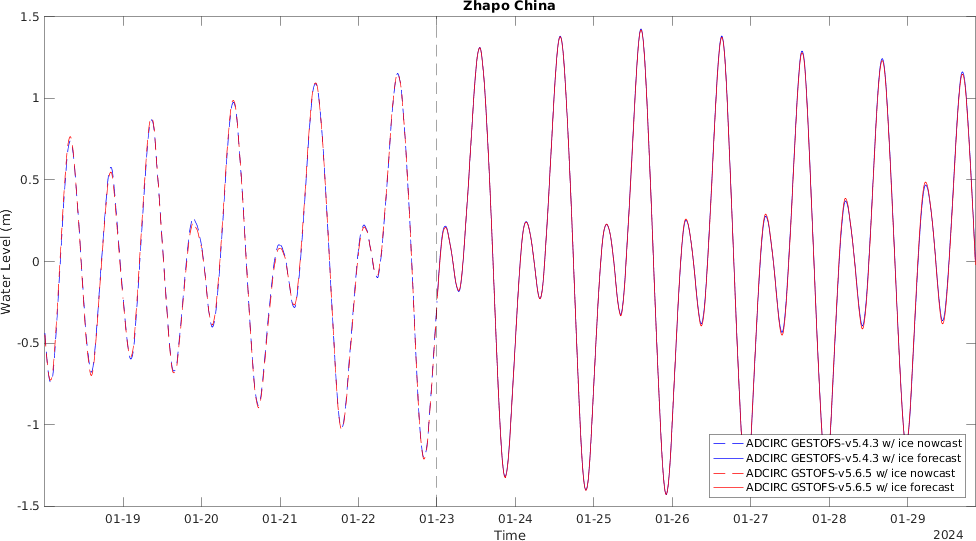 Zhapo China
1.5
1
0.5
0
-0.5
-1
-1.5
Water Level (m)
01-19 01-20 01-21 01-22 01-23 01-24 01-25 01-26 01-27 01-28 01-29
Time
2024
ADCIRC GESTOFS-v5.4.3 w/ ice nowcast
ADCIRC GESTOFS-v5.4.3 w/ ice forecast
ADCIRC GSTOFS-v5.6.5 w/ ice nowcast
ADCIRC GSTOFS-v5.6.5 w/ ice forecast